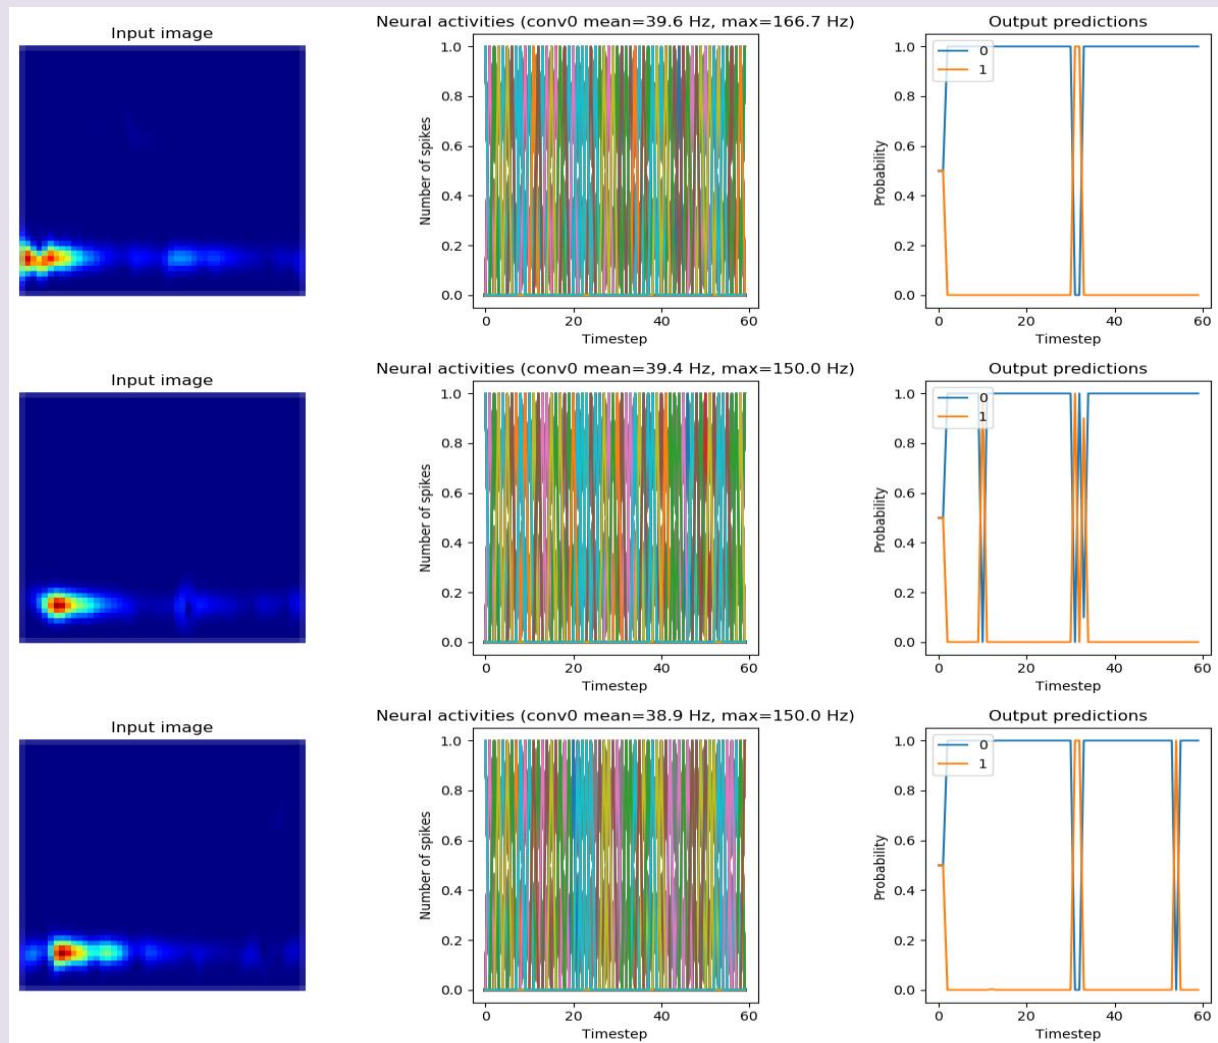 Input image
Neural activities (conv0 mean=39.6 Hz, max=166.7 Hz)
Number of spikes
1.0
0.8
0.6
0.4
0.2
0.0
0 20 40 60
Timestep
Output predictions
Probability
1.0
0.8
0.6
0.4
0.2
0.0
0
1
0 20 40 60
Timestep
Input image
Neural activities (conv0 mean=39.4 Hz, max=150.0 Hz)
Number of spikes
1.0
0.8
0.6
0.4
0.2
0.0
0 20 40 60
Timestep
Output predictions
Probability
1.0
0.8
0.6
0.4
0.2
0.0
0
1
0 20 40 60
Timestep
Input image
Neural activities (conv0 mean=38.9 Hz, max=150.0 Hz)
Number of spikes
1.0
0.8
0.6
0.4
0.2
0.0
0 20 40 60
Timestep
Output predictions
Probability
1.0
0.8
0.6
0.4
0.2
0.0
0
1
0 20 40 60
Timestep